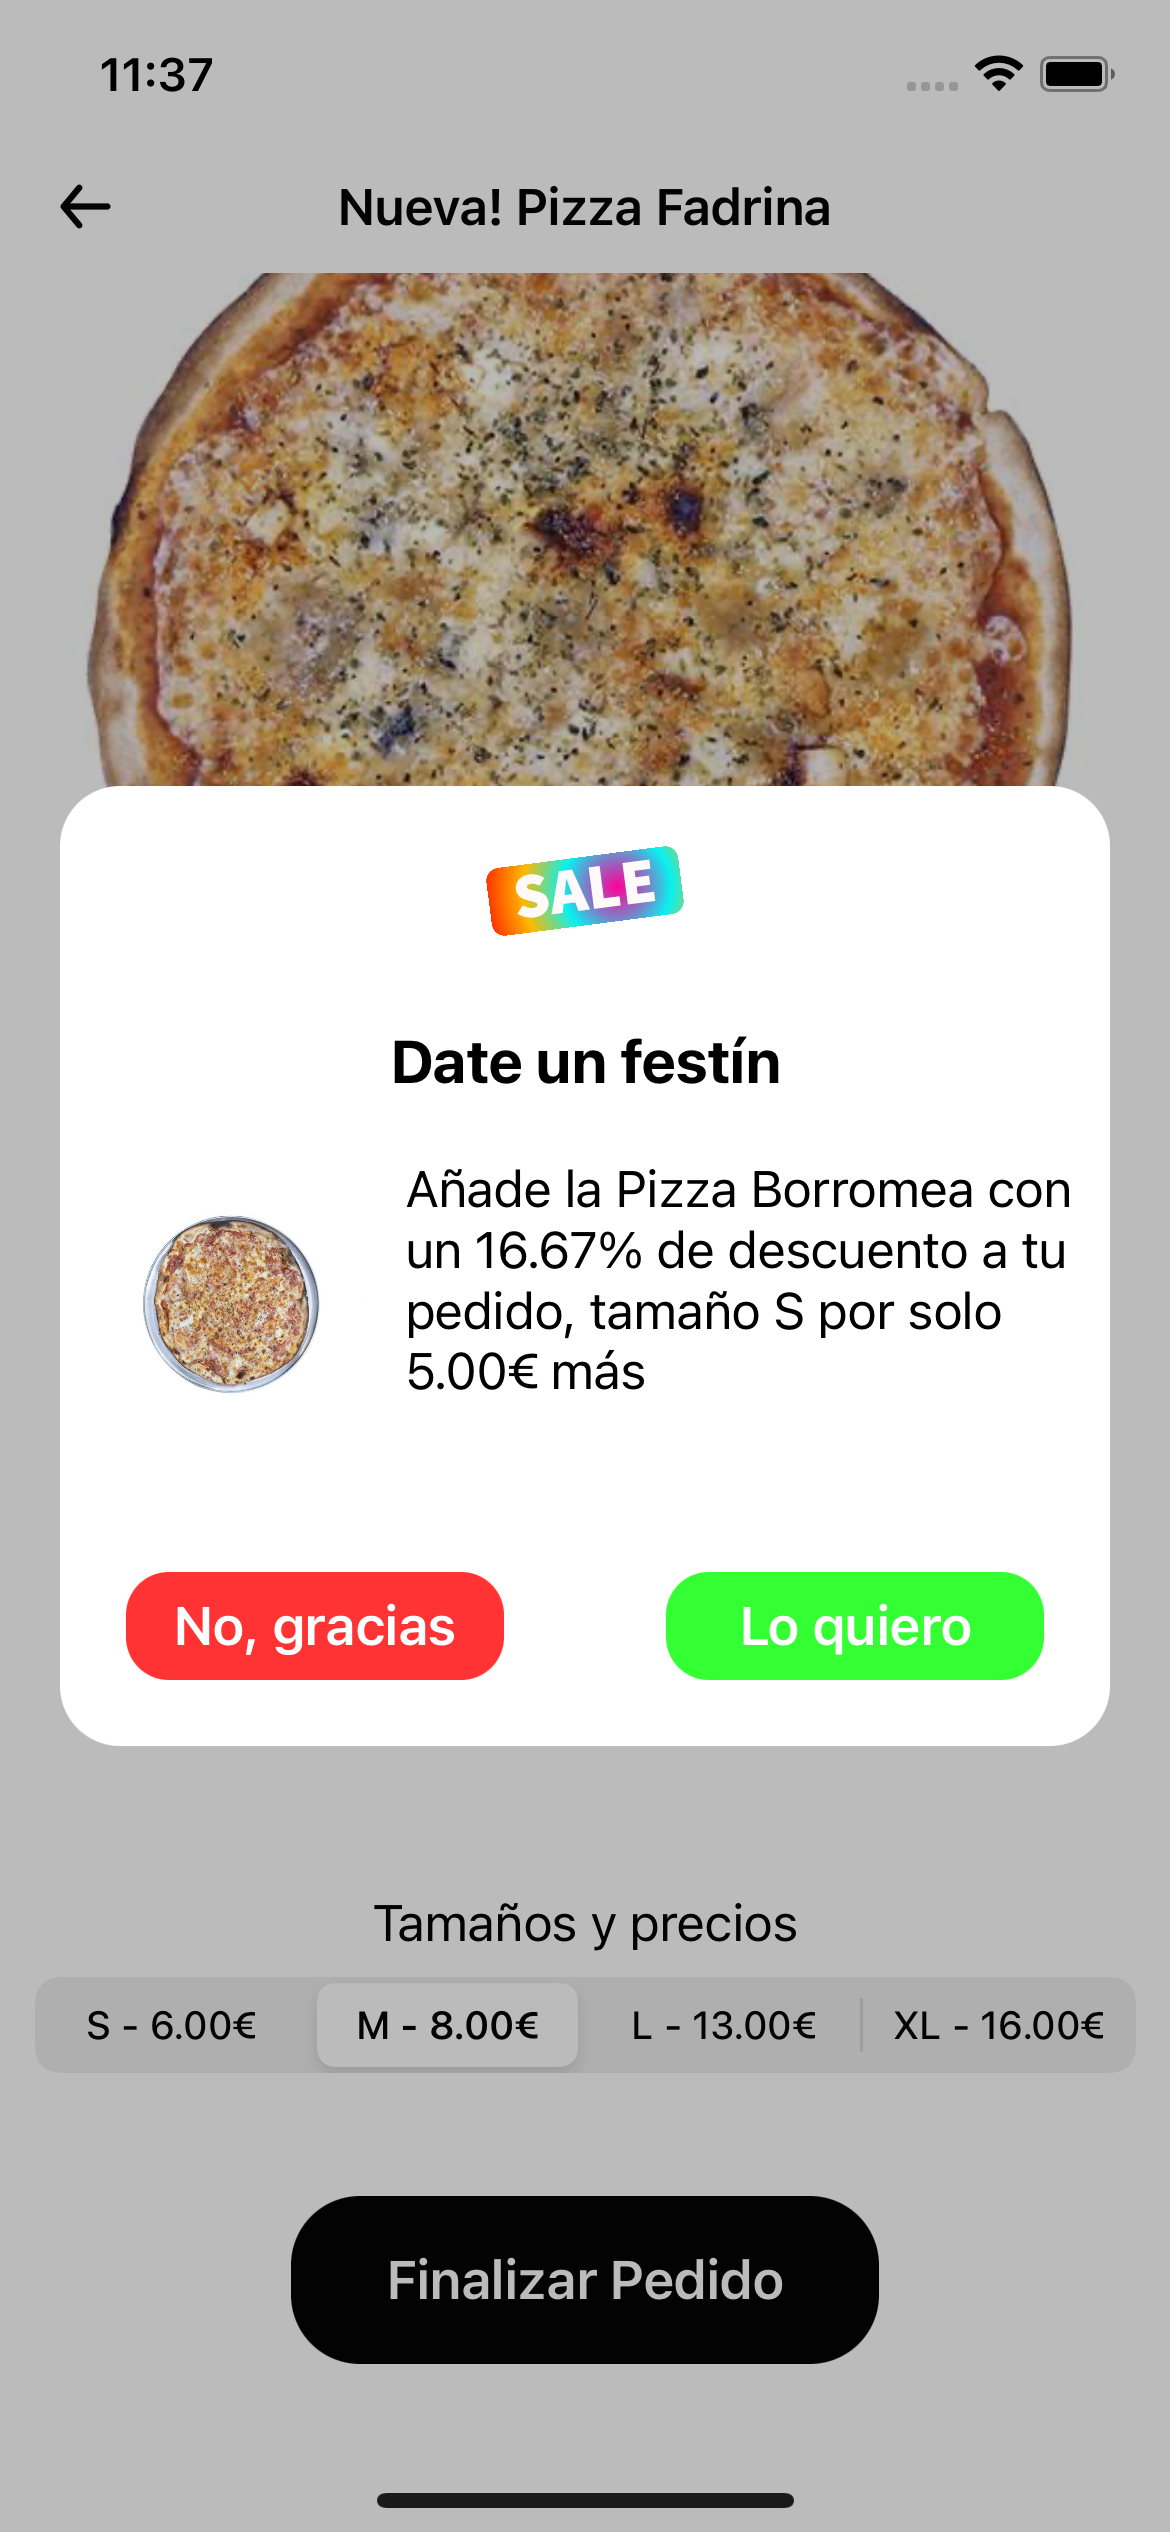 11:37
Nueva! Pizza Fadrina
SALE
Date un festín
Añade la Pizza Borromea con
un 16.67% de descuento a tu
pedido, tamaño S por solo
5.00€ más
No, gracias
Lo quiero
Tamaños y precios
S - 6.00€
M - 8.00€
L - 13.00€
XL - 16.00€
Finalizar Pedido